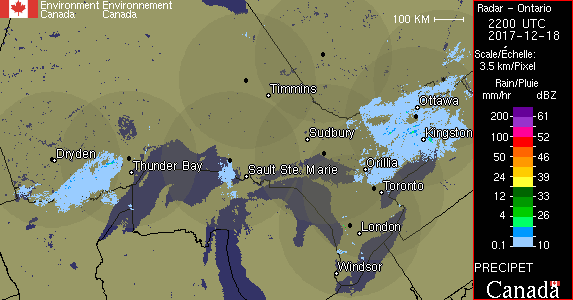 Environment Environnement
Canada Canada
100 KM
Timmins
Ottawa
Sudbury
Kingston
Dryden
Thunder Bay
Sault Ste. Marie
Orillia
Toronto
London
Windsor
Radar - Ontario
2200 UTC
2017-12-18
Scale/Échelle:
3.5 km/Pixel
Rain/Pluie
mm/hr dBZ
200 61
100 52
50 46
24 39
12 33
4 26
0.1 10
PRECIPET
Canada